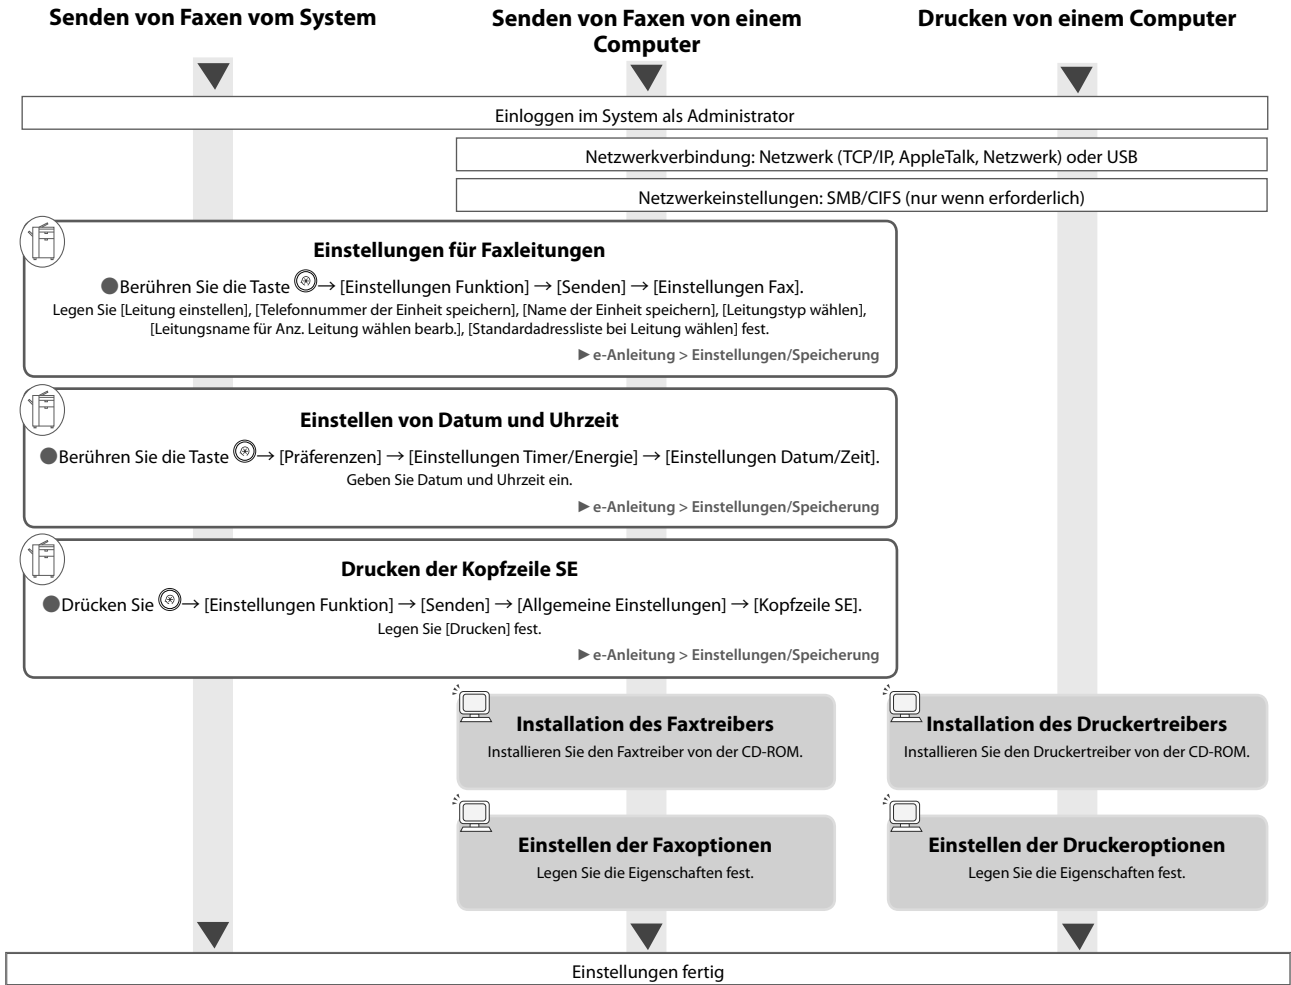 Senden von Faxen vom System
Senden von Faxen von einem
Computer
Drucken von einem Computer
Einloggen im System als Administrator
Netzwerkverbindung: Netzwerk (TCP/IP, AppleTalk, Netzwerk) oder USB
Netzwerkeinstellungen: SMB/CIFS (nur wenn erforderlich)
Einstellungen für Faxleitungen
●Berühren Sie die Taste → [Einstellungen Funktion] → [Senden] → [Einstellungen Fax].
Legen Sie [Leitung einstellen], [Telefonnummer der Einheit speichern], [Name der Einheit speichern], [Leitungstyp wählen],
[Leitungsname für Anz. Leitung wählen bearb.], [Standardadressliste bei Leitung wählen] fest.
►e-Anleitung > Einstellungen/Speicherung
Einstellen von Datum und Uhrzeit
●Berühren Sie die Taste → [Präferenzen] → [Einstellungen Timer/Energie] → [Einstellungen Datum/Zeit].
Geben Sie Datum und Uhrzeit ein.
►e-Anleitung > Einstellungen/Speicherung
Drucken der Kopfzeile SE
●Drücken Sie → [Einstellungen Funktion] → [Senden] → [Allgemeine Einstellungen] → [Kopfzeile SE].
Legen Sie [Drucken] fest.
►e-Anleitung > Einstellungen/Speicherung
Installation des Faxtreibers
Installieren Sie den Faxtreiber von der CD-ROM.
Installation des Druckertreibers
Installieren Sie den Druckertreiber von der CD-ROM.
Einstellen der Faxoptionen
Legen Sie die Eigenschaften fest.
Einstellen der Druckeroptionen
Legen Sie die Eigenschaften fest.
Einstellungen fertig